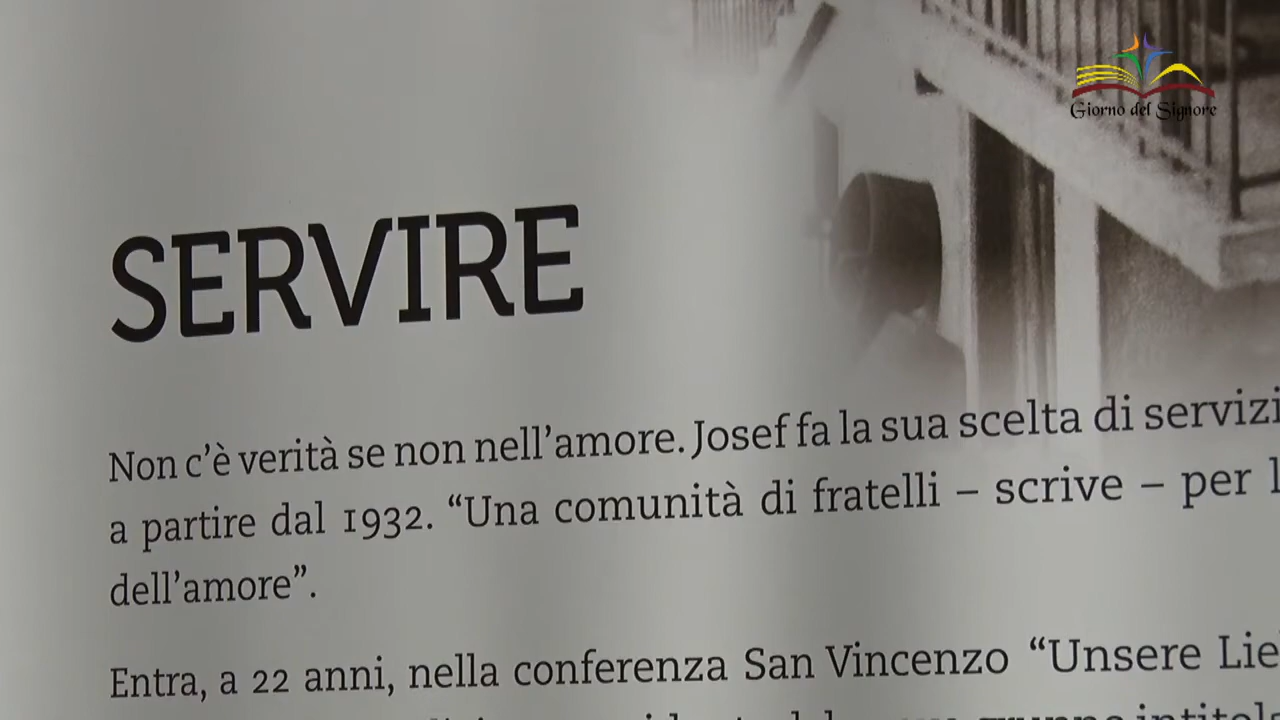 Giorno del Signore
SERVIRE
Non c'è verità se non nell'amore. Josef fa la sua scelta di servizi
a partire dal 1932. “Una comunità di fratelli – scrive – per l
dell'amore”.
Entra, a 22 anni, nella conferenza San Vincenzo “Unsere Lie